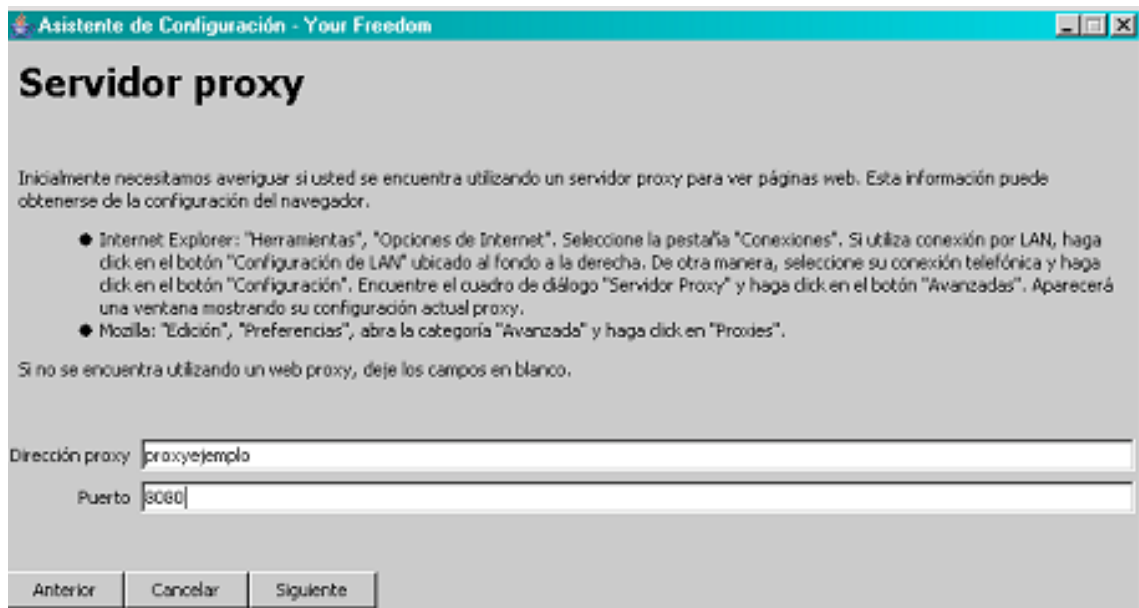 Asistente de Configuración - Your Freedom
Servidor proxy
Inicialmente necesitamos averiguar si usted se encuentra utilizando un servidor proxy para ver páginas web. Esta información puede
obtenerse de la configuración del navegador.
● Internet Explorer: "Herramientas", "Opciones de Internet". Seleccione la pestaña "Conexiones". Si utiliza conexión por LAN, haga
click en el botón "Configuración de LAN" ubicado al fondo a la derecha. De otra manera, seleccione su conexión telefónica y haga
click en el botón "Configuración". Encuentre el cuadro de diálogo "Servidor Proxy" y haga click en el botón "Avanzadas". Aparecerá
una ventana mostrando su configuración actual proxy.
● Mozilla: "Edición", "Preferencias", abra la categoría "Avanzada" y haga click en "Proxies".
Si no se encuentra utilizando un web proxy, deje los campos en blanco.
Dirección proxy proxyejemplo
Puerto 8080
Anterior Cancelar Siguiente